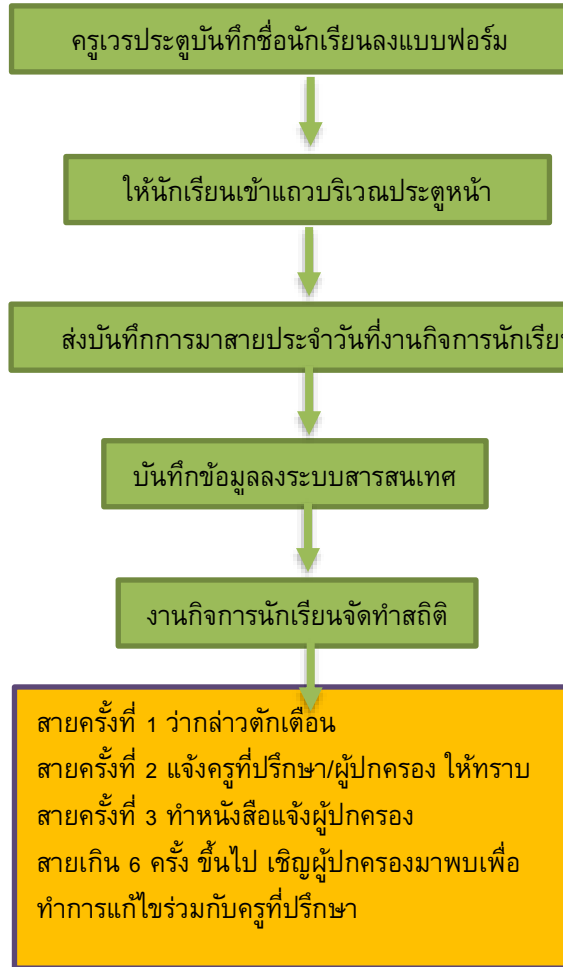 ครูเวรประตูบันทึกชื่อนักเรียนลงแบบฟอร์ม
ให้นักเรียนเข้าแถวบริเวณประตูหน้า
ส่งบันทึกการมาสายประจำวันที่งานกิจการนักเรียน
บันทึกข้อมูลลงระบบสารสนเทศ
งานกิจการนักเรียนจัดทำสถิติ
สายครั้งที่ 1 ว่ากล่าวตักเตือน
สายครั้งที่ 2 แจ้งครูที่ปรึกษา/ผู้ปกครอง ให้ทราบ
สายครั้งที่ 3 ทำหนังสือแจ้งผู้ปกครอง
สายเกิน 6 ครั้ง ขึ้นไป เชิญผู้ปกครองมาพบเพื่อ
ทำการแก้ไขร่วมกับครูที่ปรึกษา